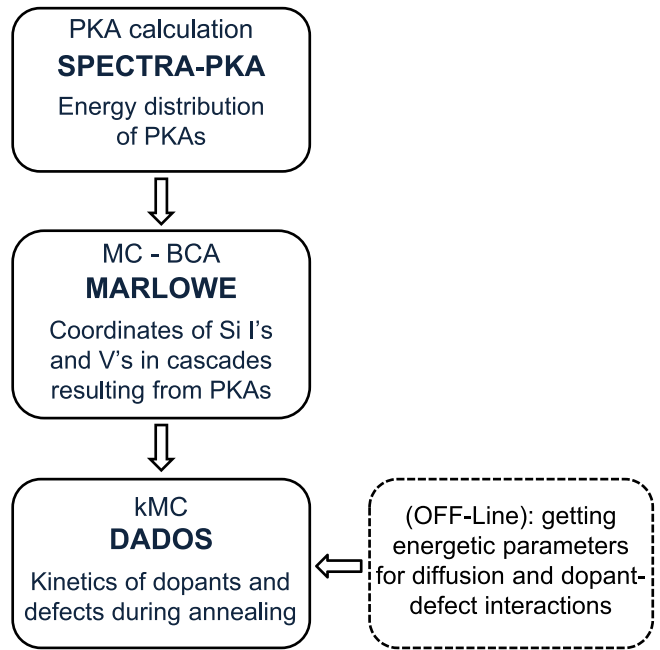 PKA calculation
SPECTRA-PKA
Energy distribution
of PKAs
MC - BCA
MARLOWE
Coordinates of Si I's
and V's in cascades
resulting from PKAs
kMC
DADOS
Kinetics of dopants and
defects during annealing
(OFF-Line): getting
energetic parameters
for diffusion and dopant-
defect interactions